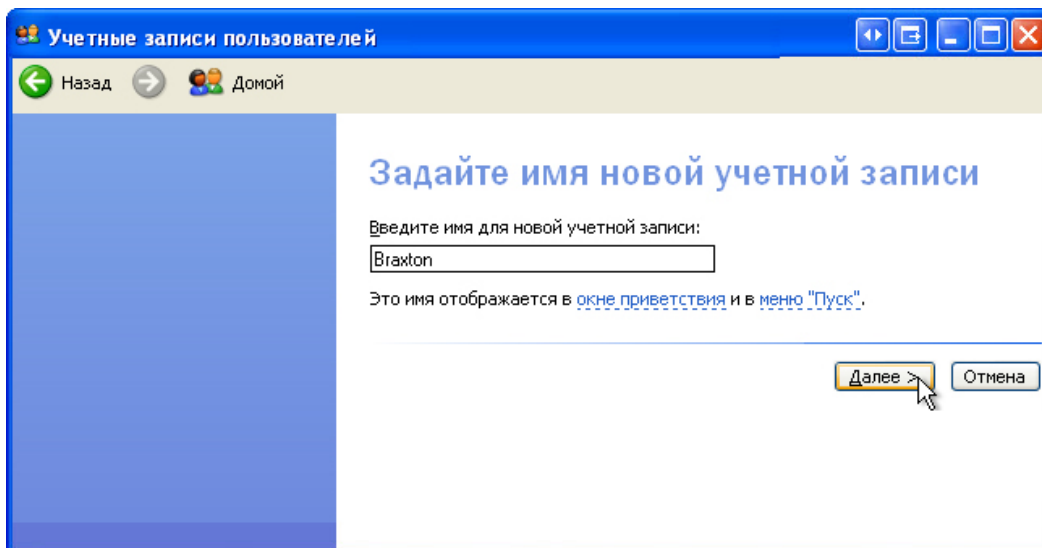 Учетные записи пользователей
Назад Домой
Задайте имя новой учетной записи
Введите имя для новой учетной записи:
Braxton
Это имя отображается в окне приветствия и в меню "Пуск".
Далее > Отмена